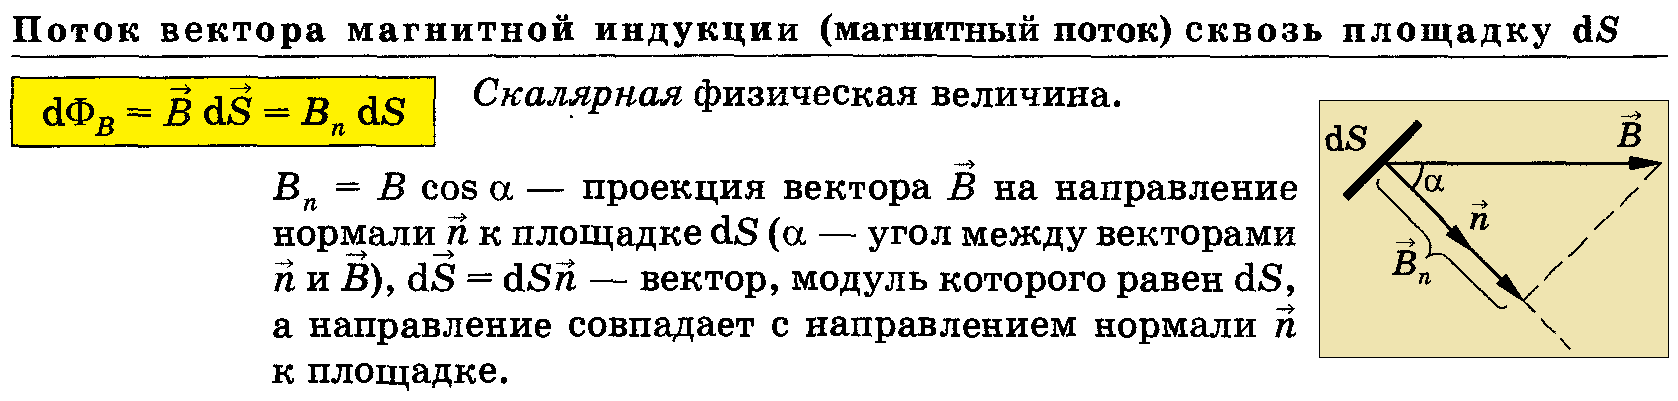 Поток вектора магнитной индукции (магнитный поток) сквозь площадку dS
dΦ_B = B⃗ dS⃗ = B_n dS
Скалярная физическая величина.
B_n = B cos α — проекция вектора B⃗ на направление
нормали n⃗ к площадке dS (α — угол между векторами
n⃗ и B⃗), dS⃗ = dSn⃗ — вектор, модуль которого равен dS,
а направление совпадает с направлением нормали n⃗
к площадке.
dS
B⃗
α
n⃗
B⃗_n